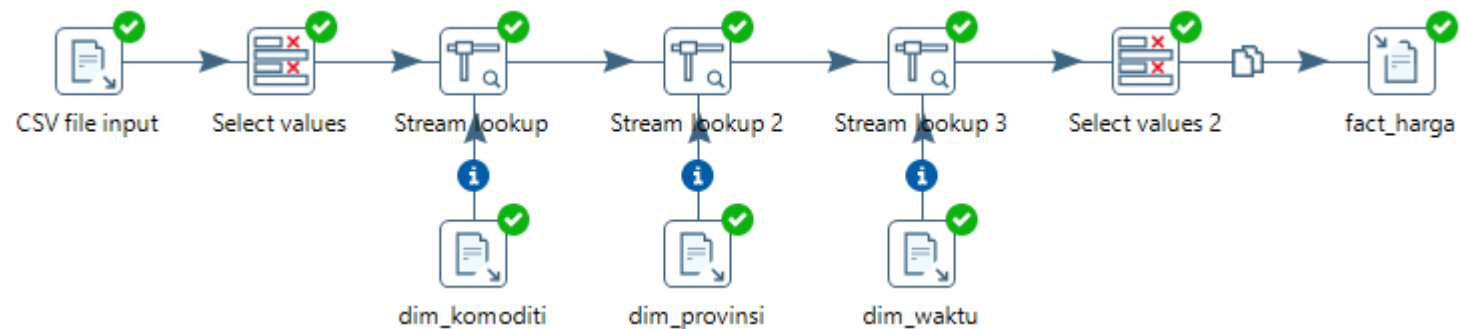 CSV file input
Select values
Stream lookup
Stream lookup 2
Stream lookup 3
Select values 2
fact_harga
dim_komoditi
dim_provinsi
dim_waktu